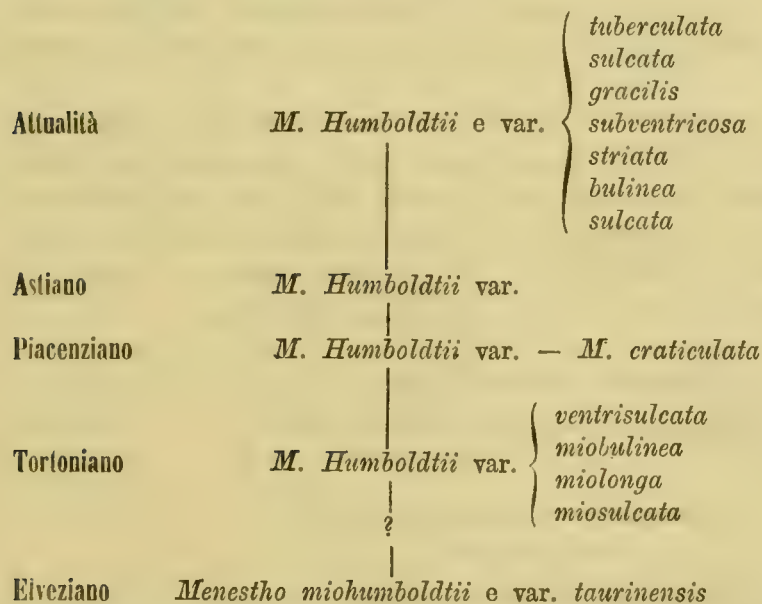 tuberculata
sulcata
gracilis
Attualità M. Humboldtii e var. subventricosa
striata
bulinea
sulcata
Astiano M. Humboldtii var.
Piacenziano M. Humboldtii var. — M. craticulata
ventrisulcata
miobulinea
Tortoniano M. Humboldtii var.
miolonga
miosulcata
?
Elveziano Menestho miohumboldtii e var. taurinensis